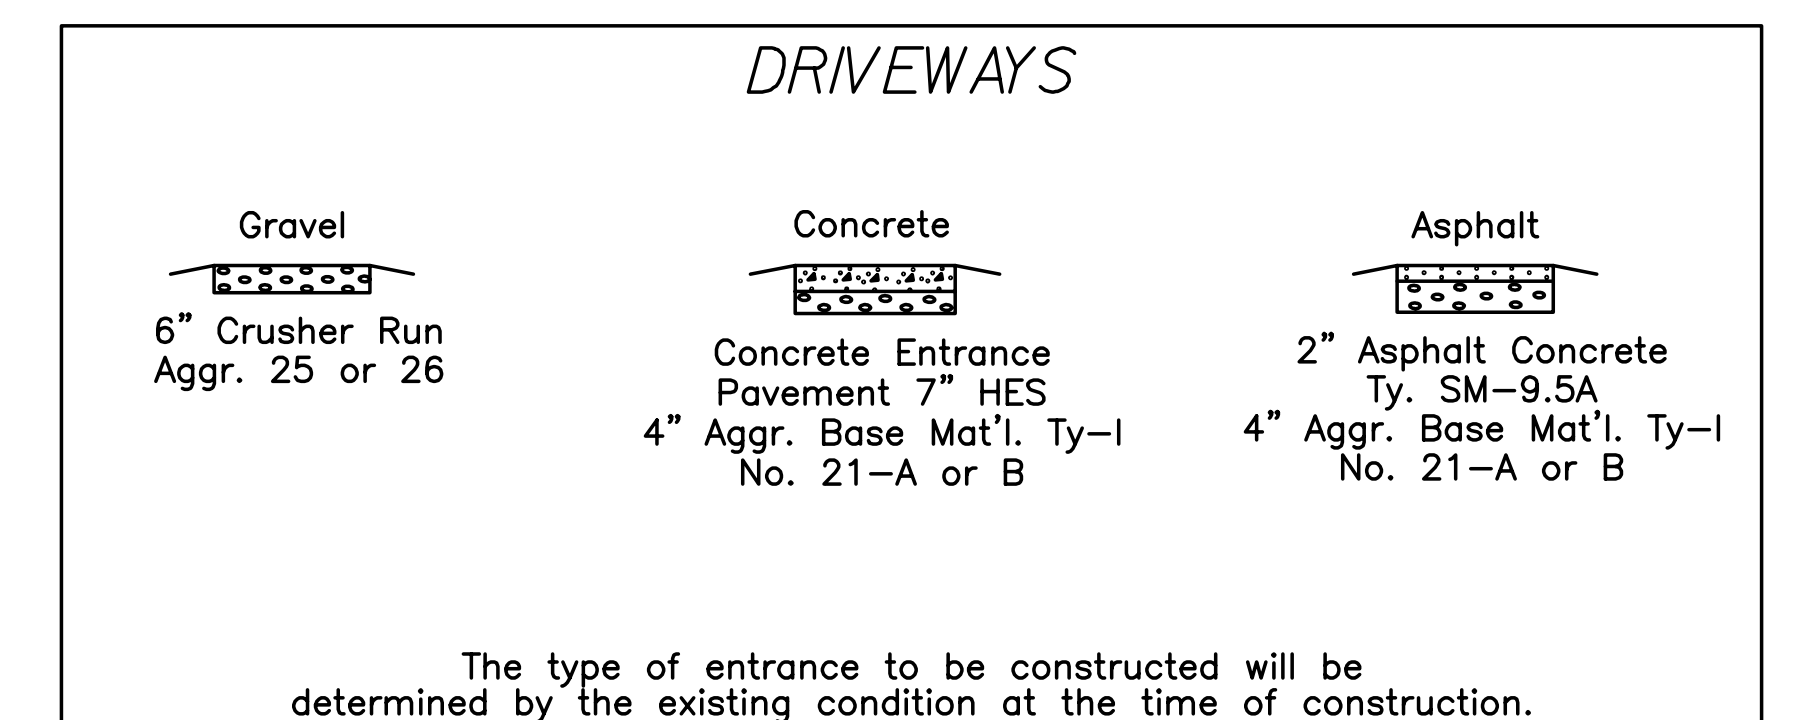 DRIVEWAYS
Gravel
6” Crusher Run
Aggr. 25 or 26
Concrete
Concrete Entrance
Pavement 7” HES
4” Aggr. Base Mat'l. Ty-I
No. 21-A or B
Asphalt
2” Asphalt Concrete
Ty. SM-9.5A
4” Aggr. Base Mat'l. Ty-I
No. 21-A or B
The type of entrance to be constructed will be
determined by the existing condition at the time of construction.